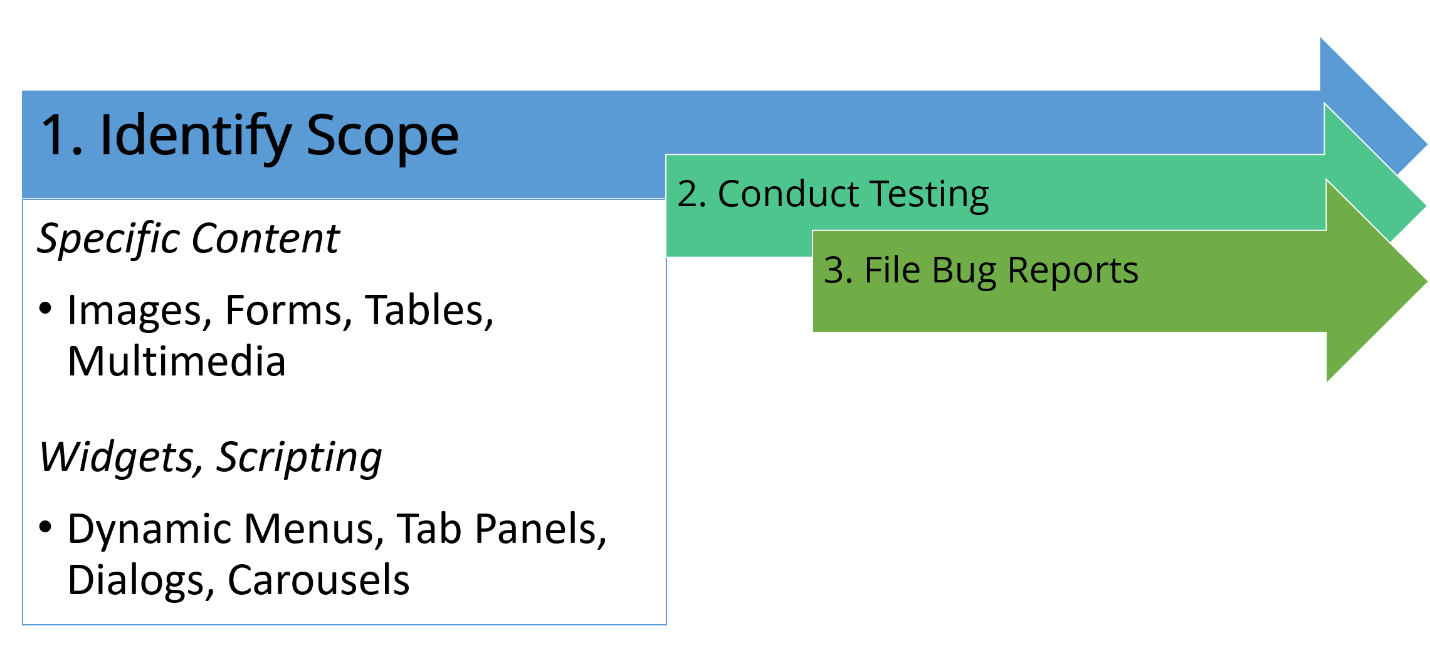 1. Identify Scope
2. Conduct Testing
3. File Bug Reports
Specific Content
• Images, Forms, Tables,
Multimedia
Widgets, Scripting
• Dynamic Menus, Tab Panels,
Dialogs, Carousels